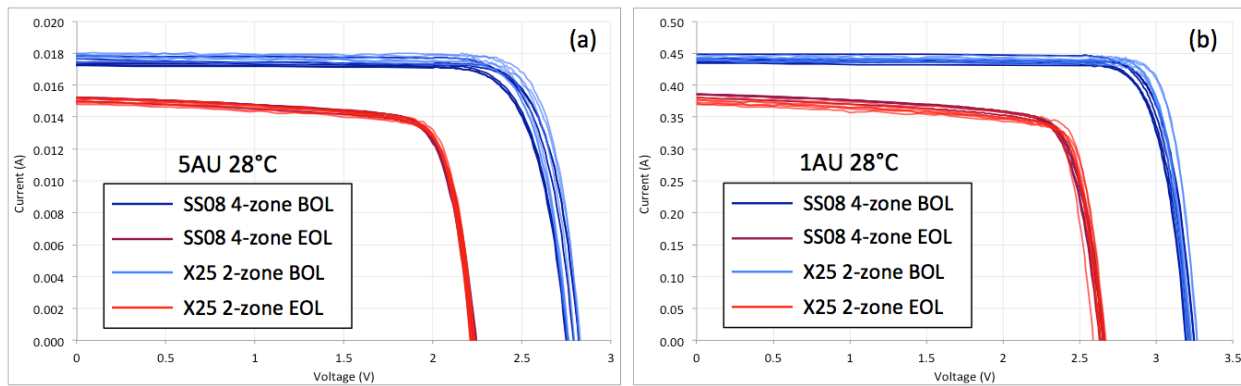 (a)
0.020
0.018
0.016
0.014
0.012
0.010
0.008
0.006
0.004
0.002
0.000
Current (A)
5AU 28°C
SS08 4-zone BOL
SS08 4-zone EOL
X25 2-zone BOL
X25 2-zone EOL
0 0.5 1 1.5 2 2.5 3
Voltage (V)
(b)
0.50
0.45
0.40
0.35
0.30
0.25
0.20
0.15
0.10
0.05
0.00
Current (A)
1AU 28°C
SS08 4-zone BOL
SS08 4-zone EOL
X25 2-zone BOL
X25 2-zone EOL
0 0.5 1 1.5 2 2.5 3 3.5
Voltage (V)